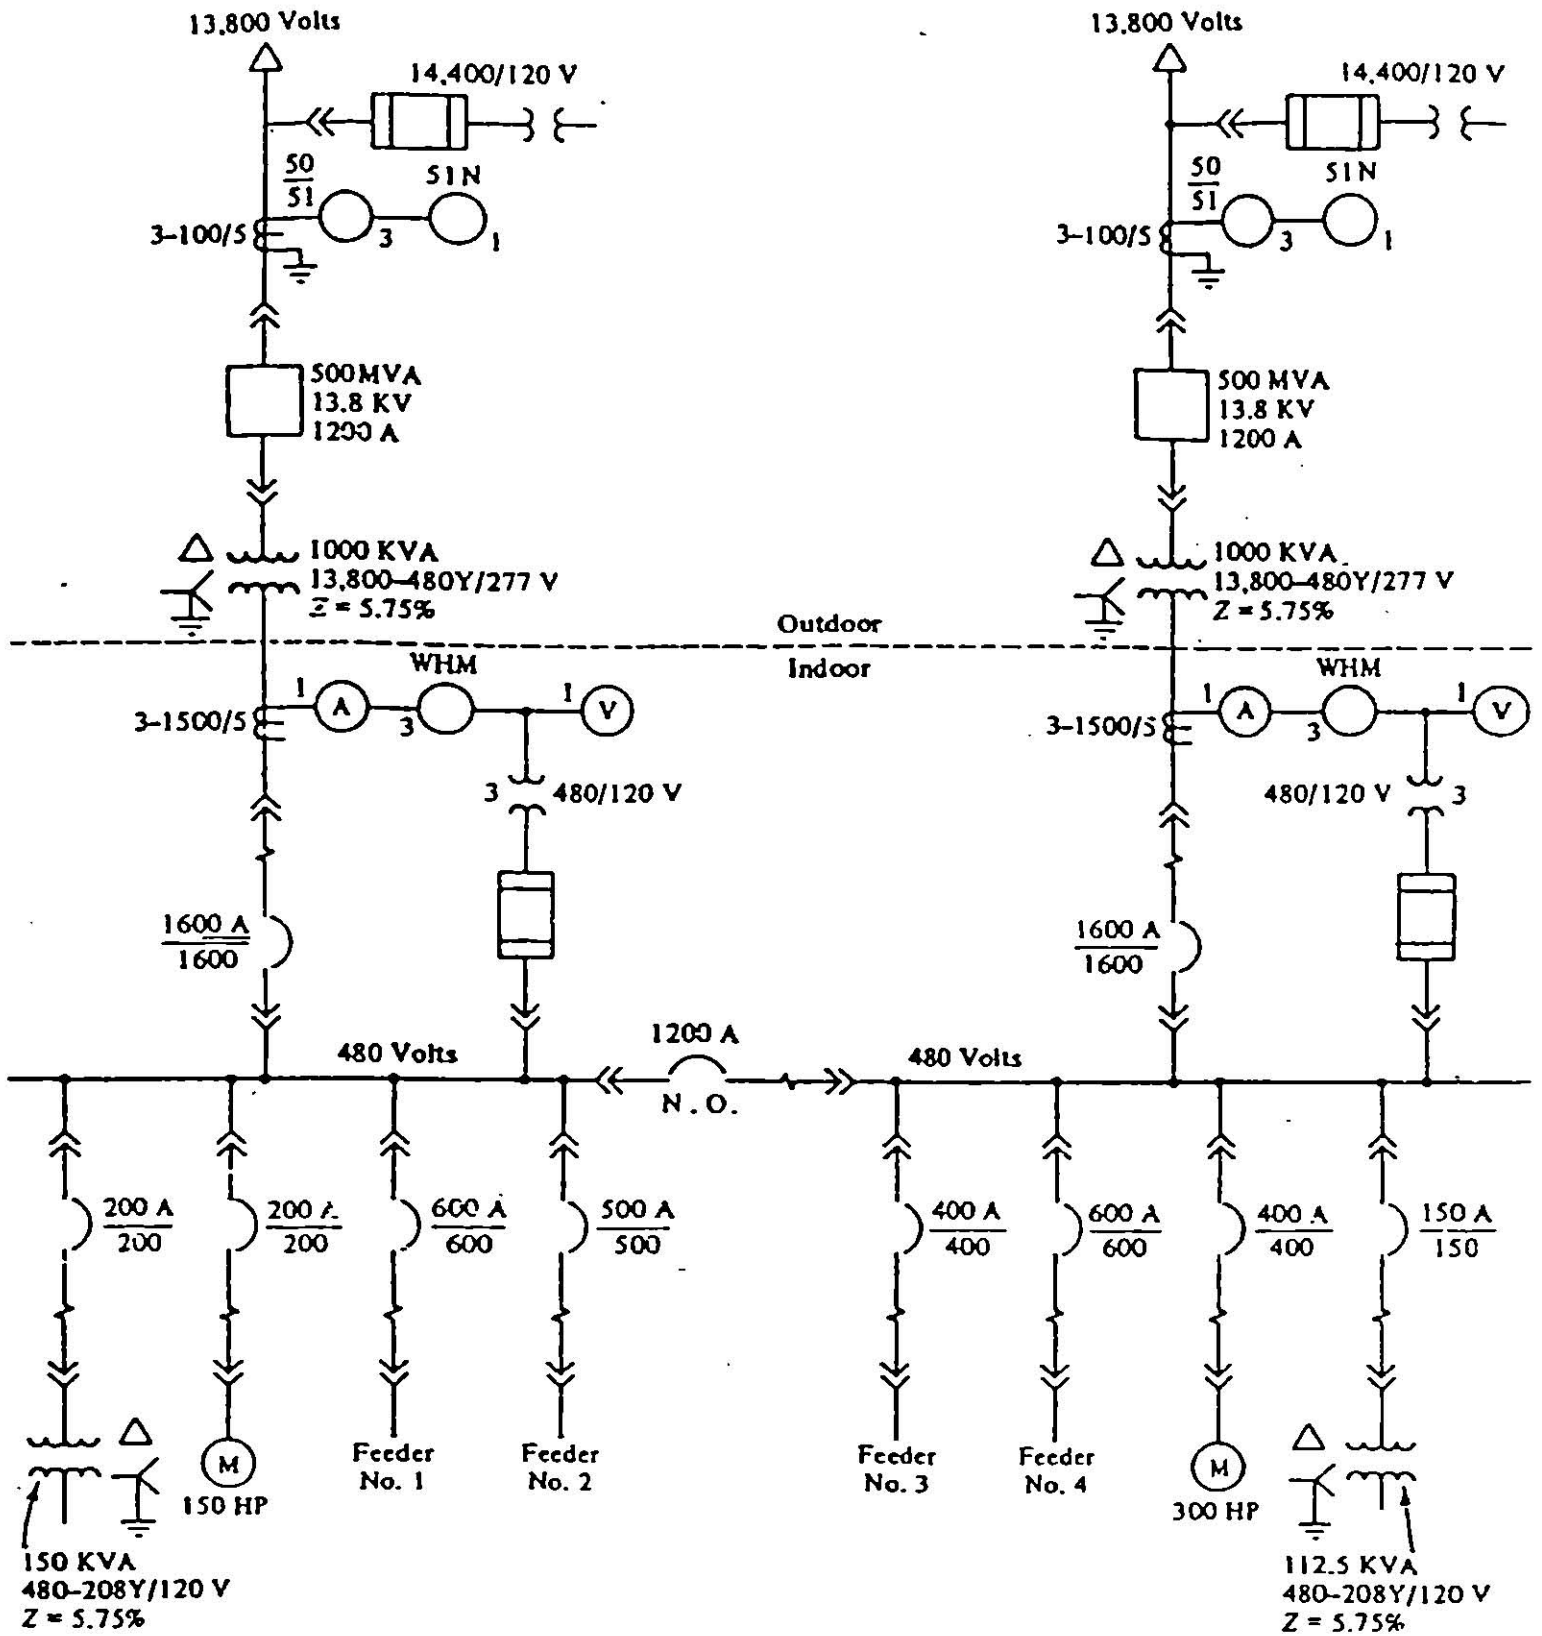 13,800 Volts
13,800 Volts
14,400/120 V
14,400/120 V
50
51
51N
3
1
3-100/5
50
51
51N
3
1
3-100/5
500 MVA
13.8 KV
1200 A
500 MVA
13.8 KV
1200 A
1000 KVA
13,800-480Y/277 V
Z = 5.75%
1000 KVA
13,800-480Y/277 V
Z = 5.75%
Outdoor
Indoor
WHM
1
A
3
1
V
3-1500/5
WHM
1
A
3
1
V
3-1500/5
3
480/120 V
480/120 V
3
1600 A
1600
1600 A
1600
480 Volts
1200 A
N.O.
480 Volts
200 A
200
200 A
200
600 A
600
500 A
500
400 A
400
600 A
600
400 A
400
150 A
150
M
150 HP
Feeder
No. 1
Feeder
No. 2
Feeder
No. 3
Feeder
No. 4
M
300 HP
150 KVA
480-208Y/120 V
Z = 5.75%
112.5 KVA
480-208Y/120 V
Z = 5.75%